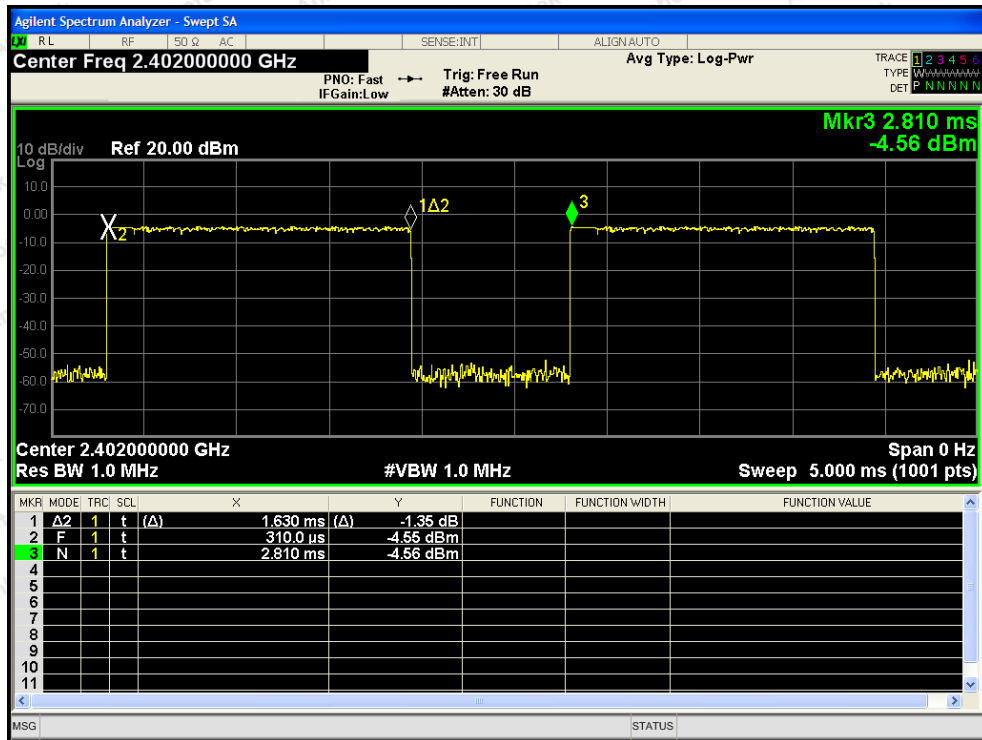 Agilent Spectrum Analyzer - Swept SA
LXI RL RF 50 Ω AC SENSE:INT ALIGN AUTO
Center Freq 2.402000000 GHz
PNO: Fast
IFGain:Low
Trig: Free Run
#Atten: 30 dB
Avg Type: Log-Pwr
TRACE 1 2 3 4 5 6
TYPE
DET P N N N N N
Mkr3 2.810 ms
-4.56 dBm
10 dB/div Ref 20.00 dBm
Log
10.0
0.00
-10.0
-20.0
-30.0
-40.0
-50.0
-60.0
-70.0
2
1Δ2
3
Center 2.402000000 GHz Span 0 Hz
Res BW 1.0 MHz #VBW 1.0 MHz Sweep 5.000 ms (1001 pts)
MKR MODE TRC SCL X Y FUNCTION FUNCTION WIDTH FUNCTION VALUE
1 Δ2 1 t (Δ) 1.630 ms (Δ) -1.35 dB
2 F 1 t 310.0 µs -4.55 dBm
3 N 1 t 2.810 ms -4.56 dBm
4
5
6
7
8
9
10
11
MSG STATUS